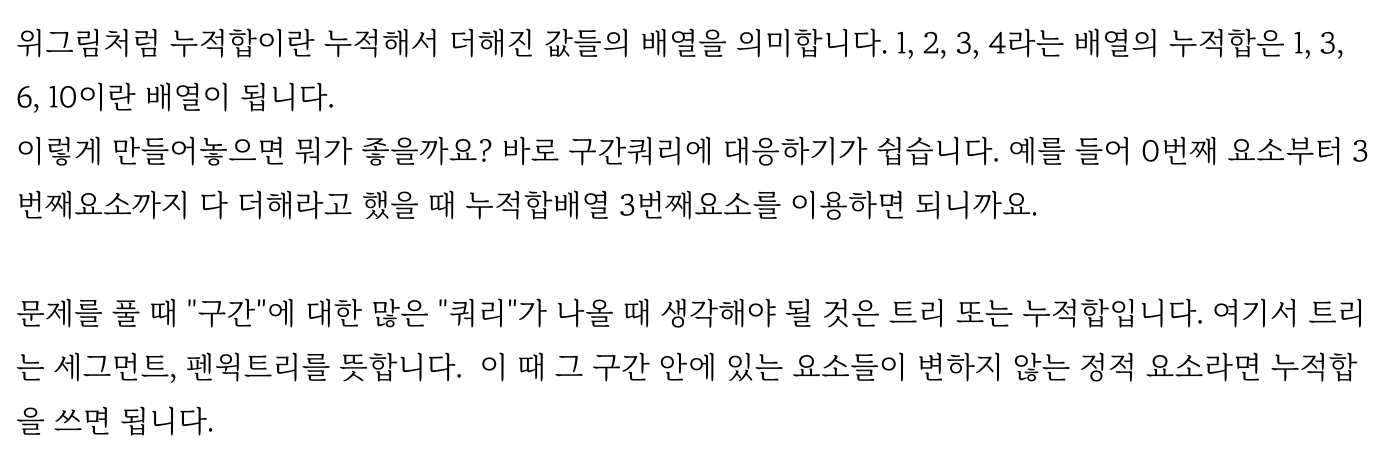 위그림처럼 누적합이란 누적해서 더해진 값들의 배열을 의미합니다. 1, 2, 3, 4라는 배열의 누적합은 1, 3,
6, 10이란 배열이 됩니다.
이렇게 만들어놓으면 뭐가 좋을까요? 바로 구간쿼리에 대응하기가 쉽습니다. 예를 들어 0번째 요소부터 3
번째요소까지 다 더해라고 했을 때 누적합배열 3번째요소를 이용하면 되니까요.
문제를 풀 때 "구간"에 대한 많은 "쿼리"가 나올 때 생각해야 될 것은 트리 또는 누적합입니다. 여기서 트리
는 세그먼트, 펜윅트리를 뜻합니다.  이 때 그 구간 안에 있는 요소들이 변하지 않는 정적 요소라면 누적합
을 쓰면 됩니다.